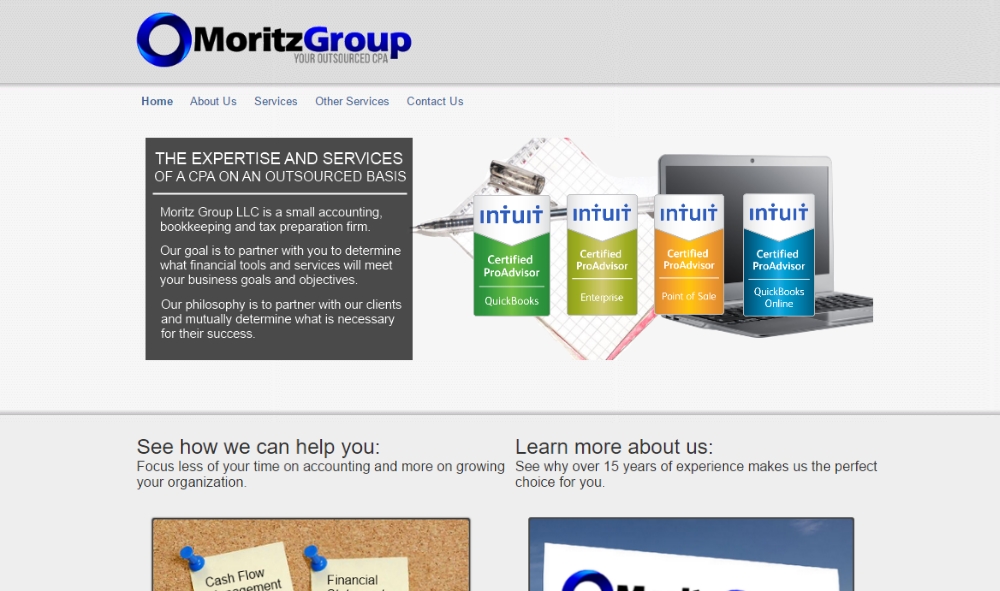 MoritzGroup
YOUR OUTSOURCED CPA
Home About Us Services Other Services Contact Us
THE EXPERTISE AND SERVICES
OF A CPA ON AN OUTSOURCED BASIS
Moritz Group LLC is a small accounting,
bookkeeping and tax preparation firm.
Our goal is to partner with you to determine
what financial tools and services will meet
your business goals and objectives.
Our philosophy is to partner with our clients
and mutually determine what is necessary
for their success.
intuit
Certified
ProAdvisor
QuickBooks
intuit
Certified
ProAdvisor
Enterprise
intuit
Certified
ProAdvisor
Point of Sale
intuit
Certified
ProAdvisor
QuickBooks
Online
See how we can help you:
Focus less of your time on accounting and more on growing
your organization.
Learn more about us:
See why over 15 years of experience makes us the perfect
choice for you.
Cash Flow
Financial